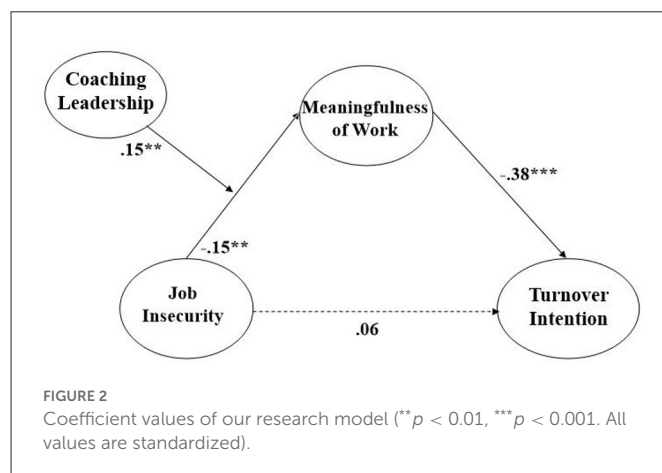 Coaching
Leadership
Meaningfulness
of Work
.15**
-.38***
-.15**
Job
Insecurity
Turnover
Intention
.06
FIGURE 2
Coefficient values of our research model (**p < 0.01, ***p < 0.001. All
values are standardized).